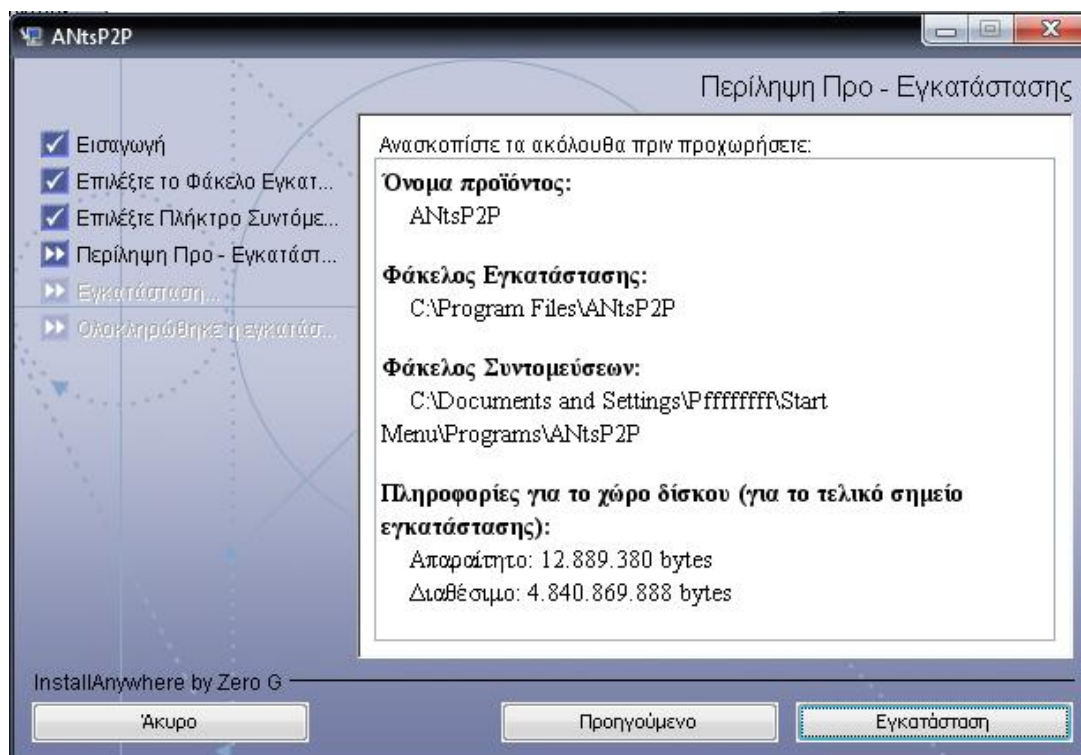 ANtsP2P
Περίληψη Προ - Εγκατάστασης
Εισαγωγή
Επιλέξτε το Φάκελο Εγκατ...
Επιλέξτε Πλήκτρο Συντόμε...
Περίληψη Προ - Εγκατάστ...
Εγκατάσταση...
Ολοκληρώθηκε η εγκατάσ...
Ανασκοπίστε τα ακόλουθα πριν προχωρήσετε:
Όνομα προϊόντος:
ANtsP2P
Φάκελος Εγκατάστασης:
C:\Program Files\ANtsP2P
Φάκελος Συντομεύσεων:
C:\Documents and Settings\Pffffffff\Start
Menu\Programs\ANtsP2P
Πληροφορίες για το χώρο δίσκου (για το τελικό σημείο
εγκατάστασης):
Απαραίτητο: 12.889.380 bytes
Διαθέσιμο: 4.840.869.888 bytes
InstallAnywhere by Zero G
Άκυρο
Προηγούμενο
Εγκατάσταση